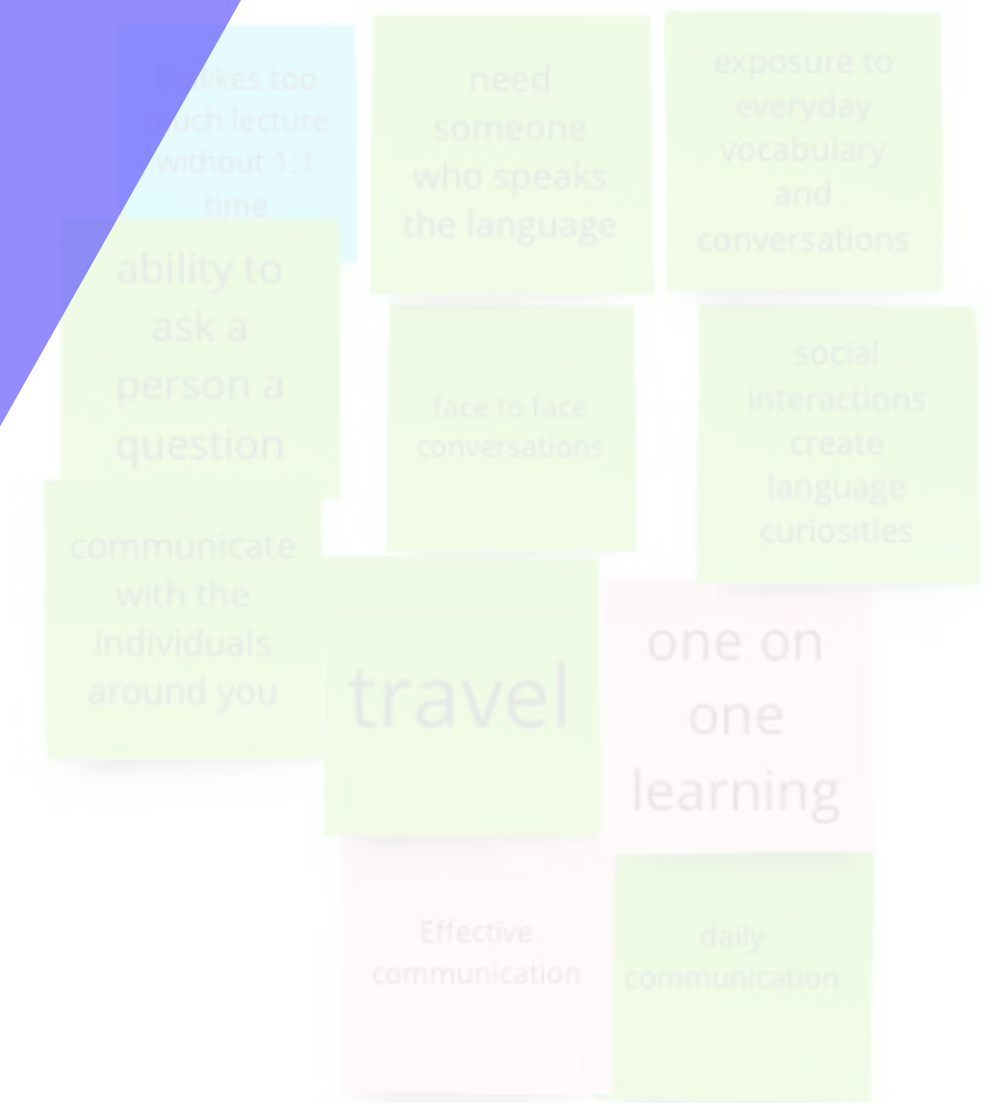 Dislikes too
much lecture
without 1:1
time
need
someone
who speaks
the language
exposure to
everyday
vocabulary
and
conversations
ability to
ask a
person a
question
face to face
conversations
social
interactions
create
language
curiosities
communicate
with the
individuals
around you
travel
one on
one
learning
Effective
communication
daily
communication